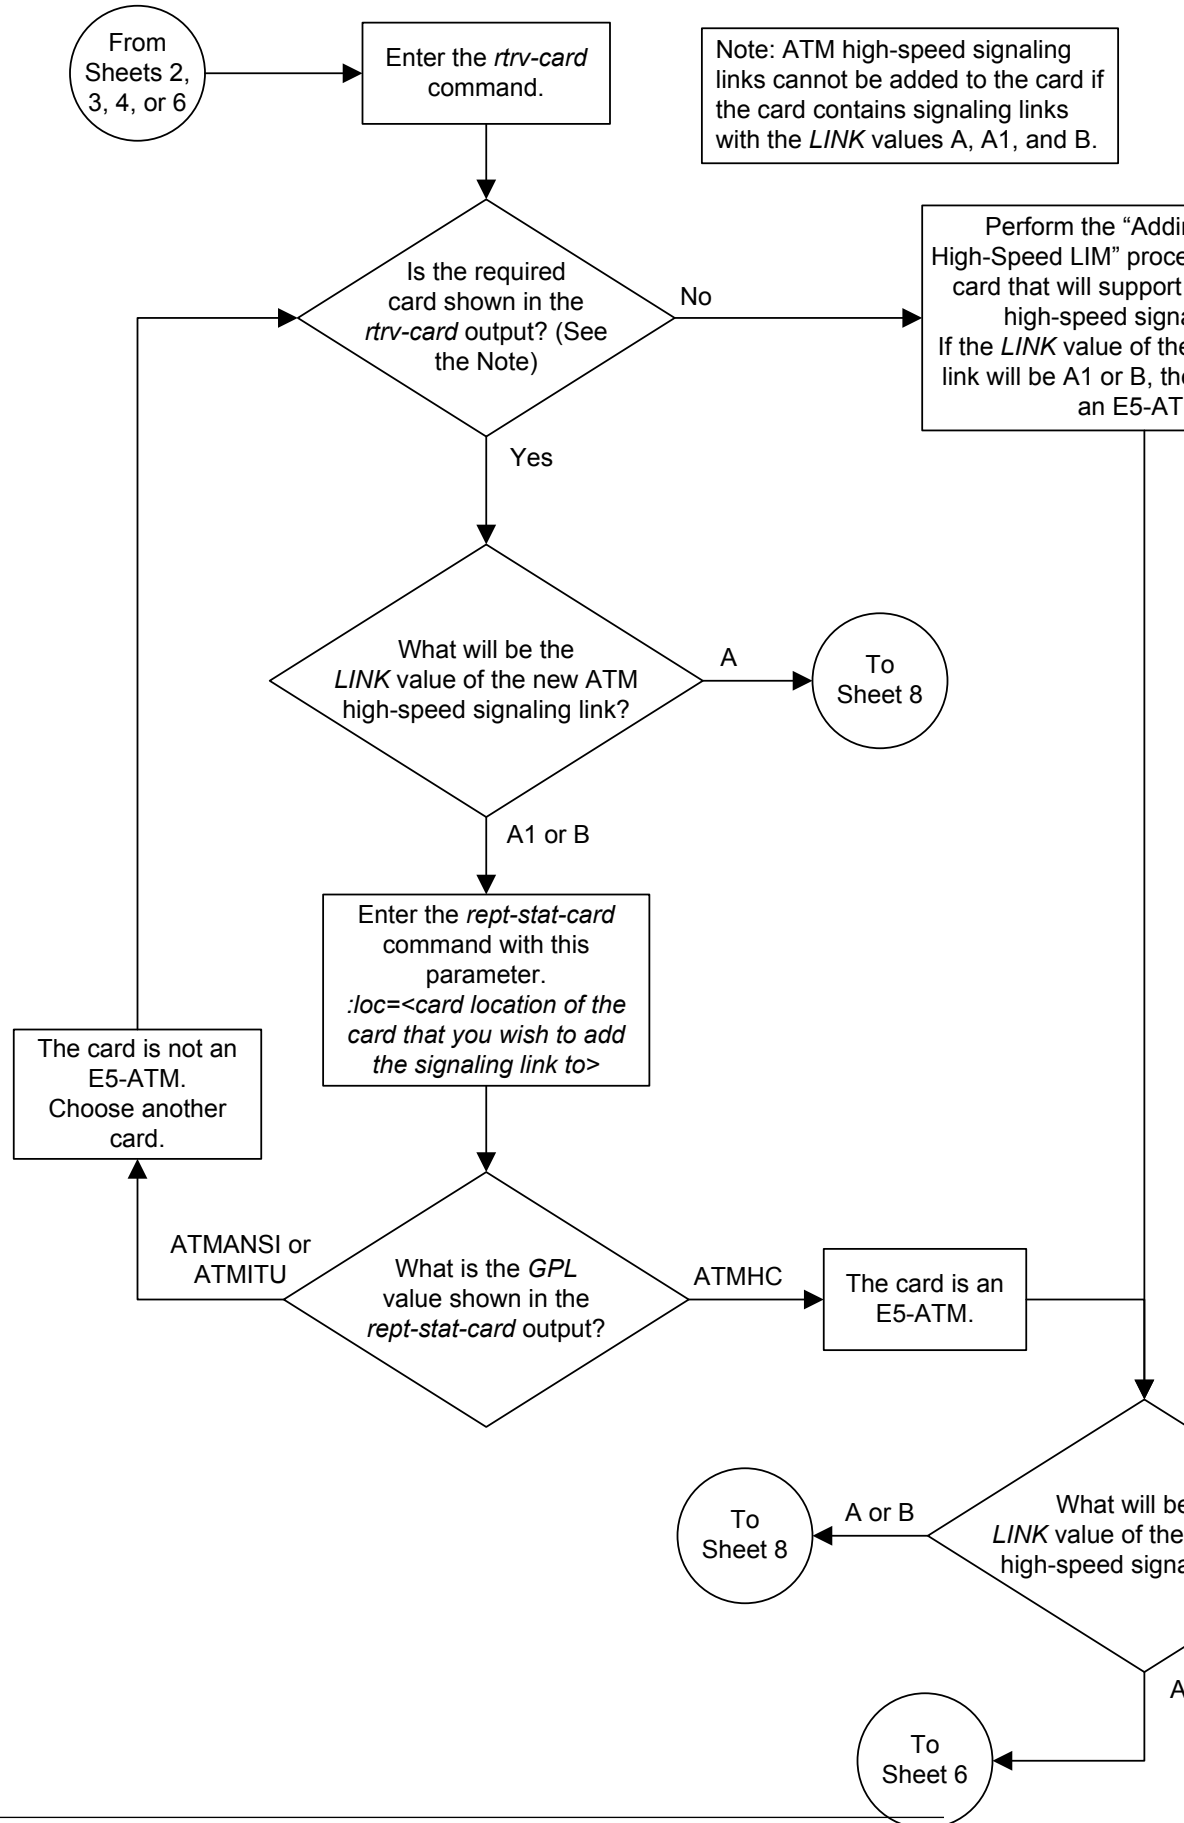 From
Sheets 2,
3, 4, or 6
Enter the rtrv-card
command.
Note: ATM high-speed signaling
links cannot be added to the card if
the card contains signaling links
with the LINK values A, A1, and B.
Is the required
card shown in the
rtrv-card output? (See
the Note)
No
Perform the “Addin
High-Speed LIM” proce
card that will support
high-speed signa
If the LINK value of the
link will be A1 or B, the
an E5-AT
Yes
What will be the
LINK value of the new ATM
high-speed signaling link?
A
To
Sheet 8
A1 or B
Enter the rept-stat-card
command with this
parameter.
:loc=<card location of the
card that you wish to add
the signaling link to>
The card is not an
E5-ATM.
Choose another
card.
ATMANSI or
ATMITU
What is the GPL
value shown in the
rept-stat-card output?
ATMHC
The card is an
E5-ATM.
To
Sheet 8
A or B
What will be
LINK value of the
high-speed signa
A
To
Sheet 6